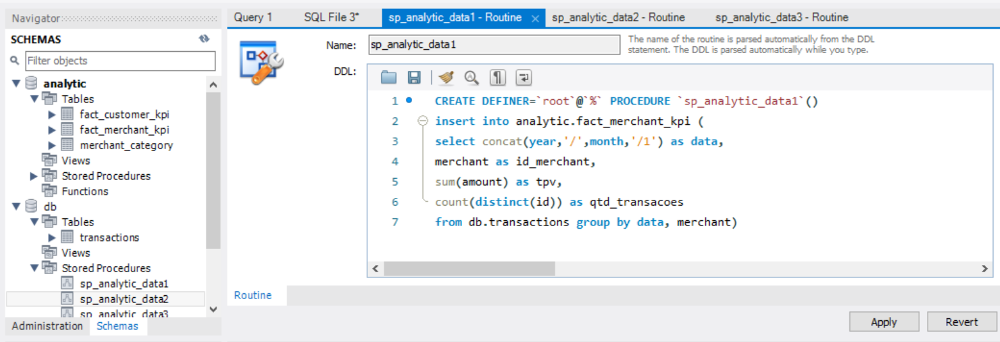 Navigator
SCHEMAS
Filter objects
analytic
Tables
fact_customer_kpi
fact_merchant_kpi
merchant_category
Views
Stored Procedures
Functions
db
Tables
transactions
Views
Stored Procedures
sp_analytic_data1
sp_analytic_data2
sp_analytic_data3
Administration Schemas
Query 1 SQL File 3* sp_analytic_data1 - Routine × sp_analytic_data2 - Routine sp_analytic_data3 - Routine
Name: sp_analytic_data1
The name of the routine is parsed automatically from the DDL
statement. The DDL is parsed automatically while you type.
DDL:
1 CREATE DEFINER=`root`@`%` PROCEDURE `sp_analytic_data1`()
2 insert into analytic.fact_merchant_kpi (
3 select concat(year,'/',month,'/1') as data,
4 merchant as id_merchant,
5 sum(amount) as tpv,
6 count(distinct(id)) as qtd_transacoes
7 from db.transactions group by data, merchant)
Routine
Apply Revert